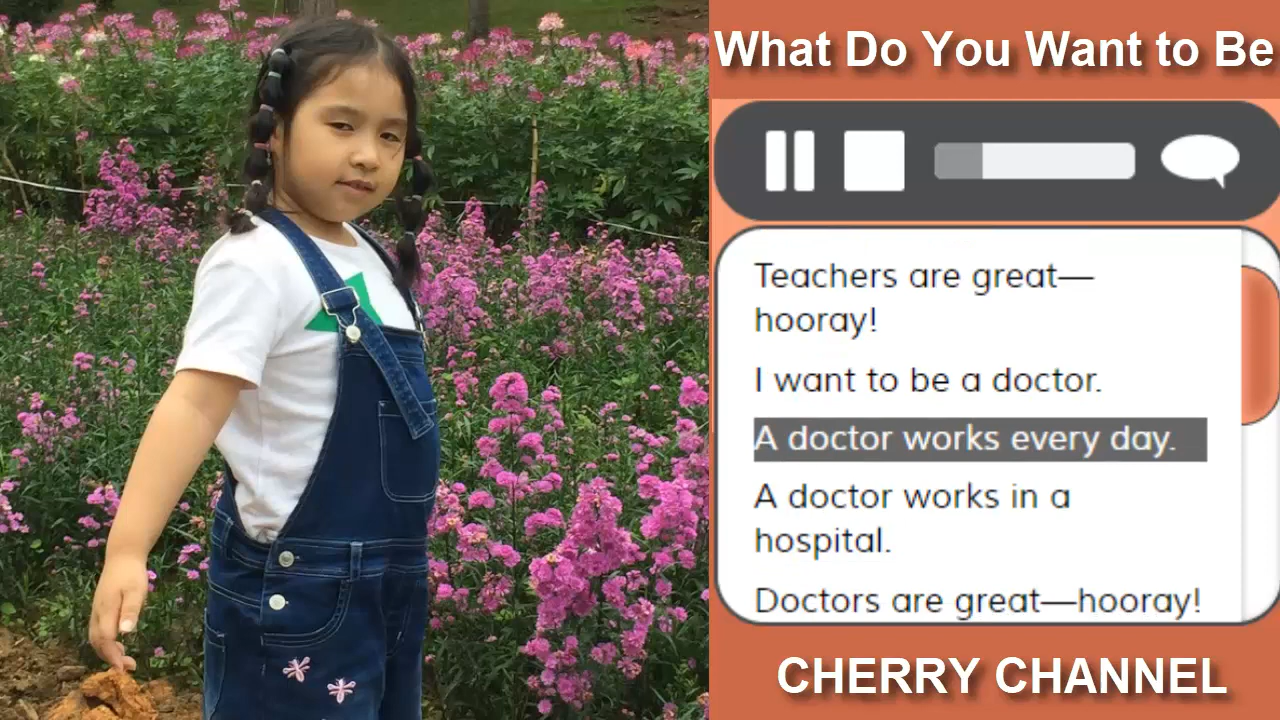 What Do You Want to Be
Teachers are great—
hooray!
I want to be a doctor.
A doctor works every day.
A doctor works in a
hospital.
Doctors are great—hooray!
CHERRY CHANNEL